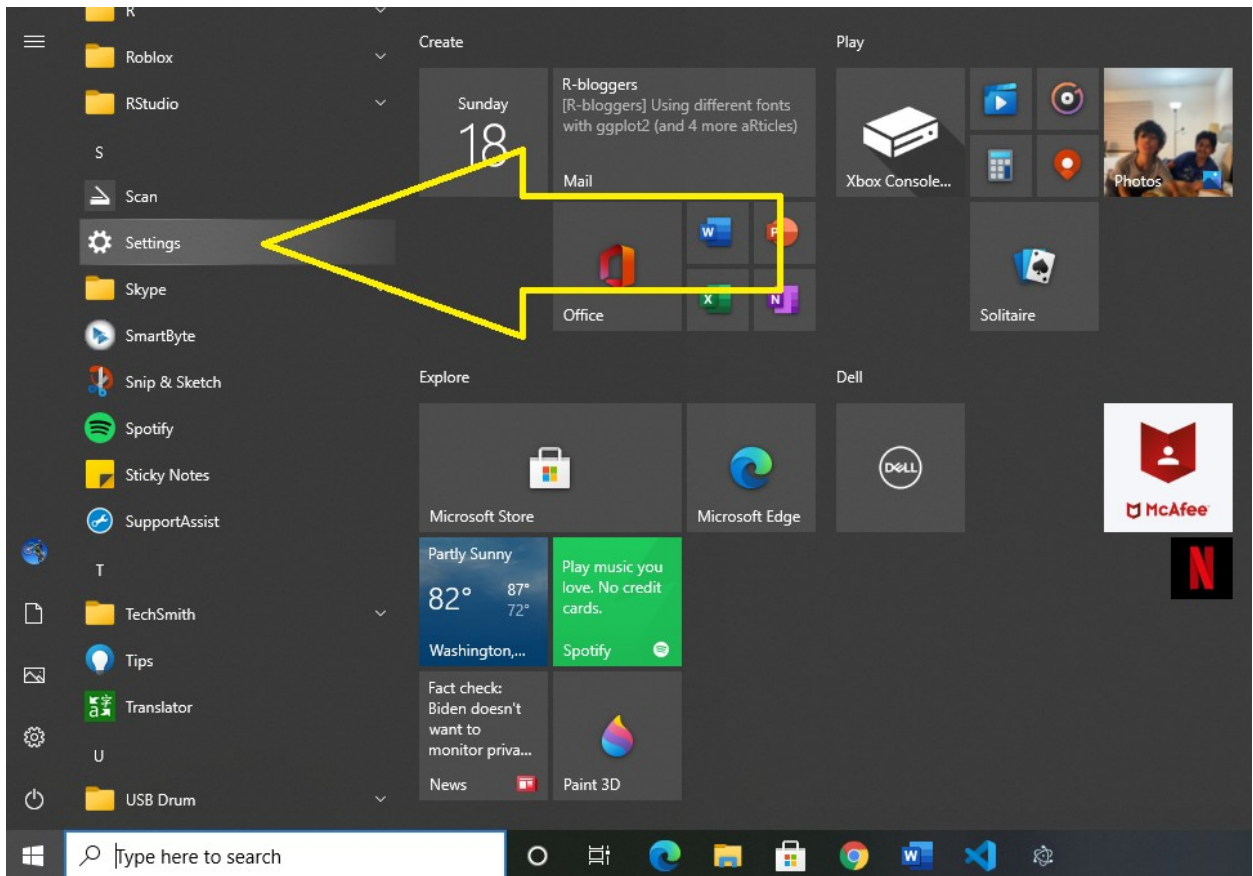 R
Roblox
RStudio
S
Scan
Settings
Skype
SmartByte
Snip & Sketch
Spotify
Sticky Notes
SupportAssist
T
TechSmith
Tips
Translator
U
USB Drum
Create
Sunday
18
R-bloggers
[R-bloggers] Using different fonts
with ggplot2 (and 4 more aRticles)
Mail
W
P
Office
X
N
Play
Xbox Console...
Photos
Solitaire
Explore
Microsoft Store
Microsoft Edge
Partly Sunny
82° 87°
72°
Washington,...
Play music you
love. No credit
cards.
Spotify
Fact check:
Biden doesn't
want to
monitor priva...
News
Paint 3D
Dell
DELL
McAfee
N
Type here to search
W